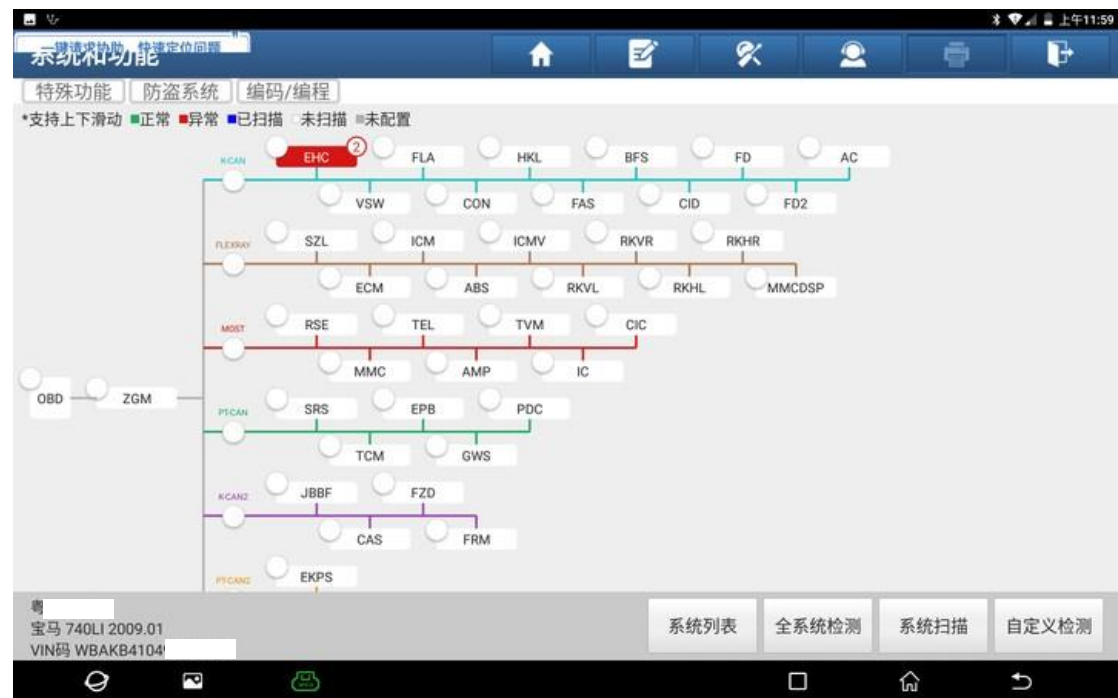 上午11:59
一键请求协助，快速定位问题
系统和功能
特殊功能 防盗系统 编码/编程
*支持上下滑动 正常 异常 已扫描 未扫描 未配置
K-CAN EHC 2 FLA HKL BFS FD AC
VSW CON FAS CID FD2
FLEXRAY SZL ICM ICMV RKVR RKHR
ECM ABS RKVL RKHL MMCDSP
MOST RSE TEL TVM CIC
MMC AMP IC
OBD ZGM
PT-CAN SRS EPB PDC
TCM GWS
K-CAN2 JBBF FZD
CAS FRM
PT-CAN2 EKPS
粤
宝马 740LI 2009.01
VIN码 WBAKB4104
系统列表 全系统检测 系统扫描 自定义检测